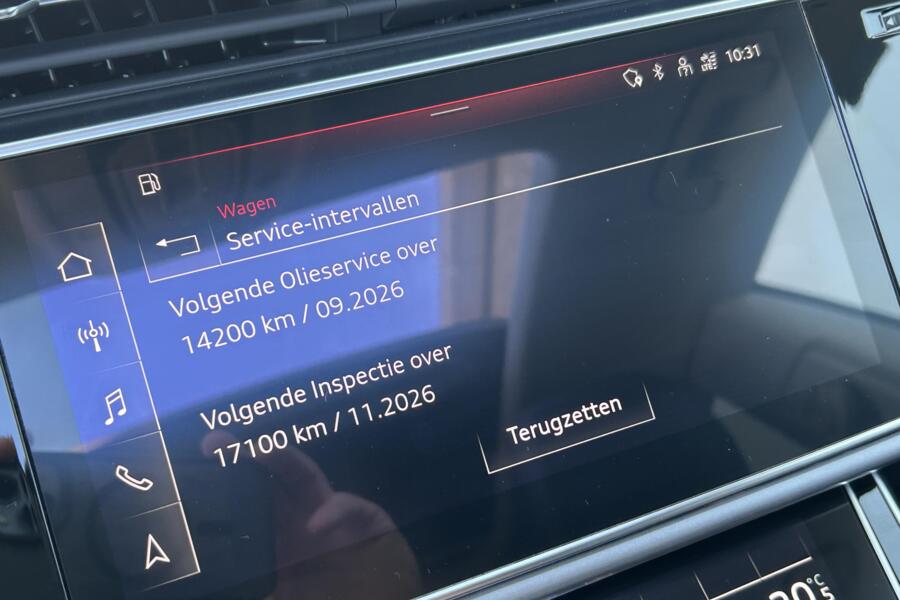 10:31
Wagen
Service-intervallen
Volgende Olieservice over
14200 km / 09.2026
Volgende Inspectie over
17100 km / 11.2026
Terugzetten
°C